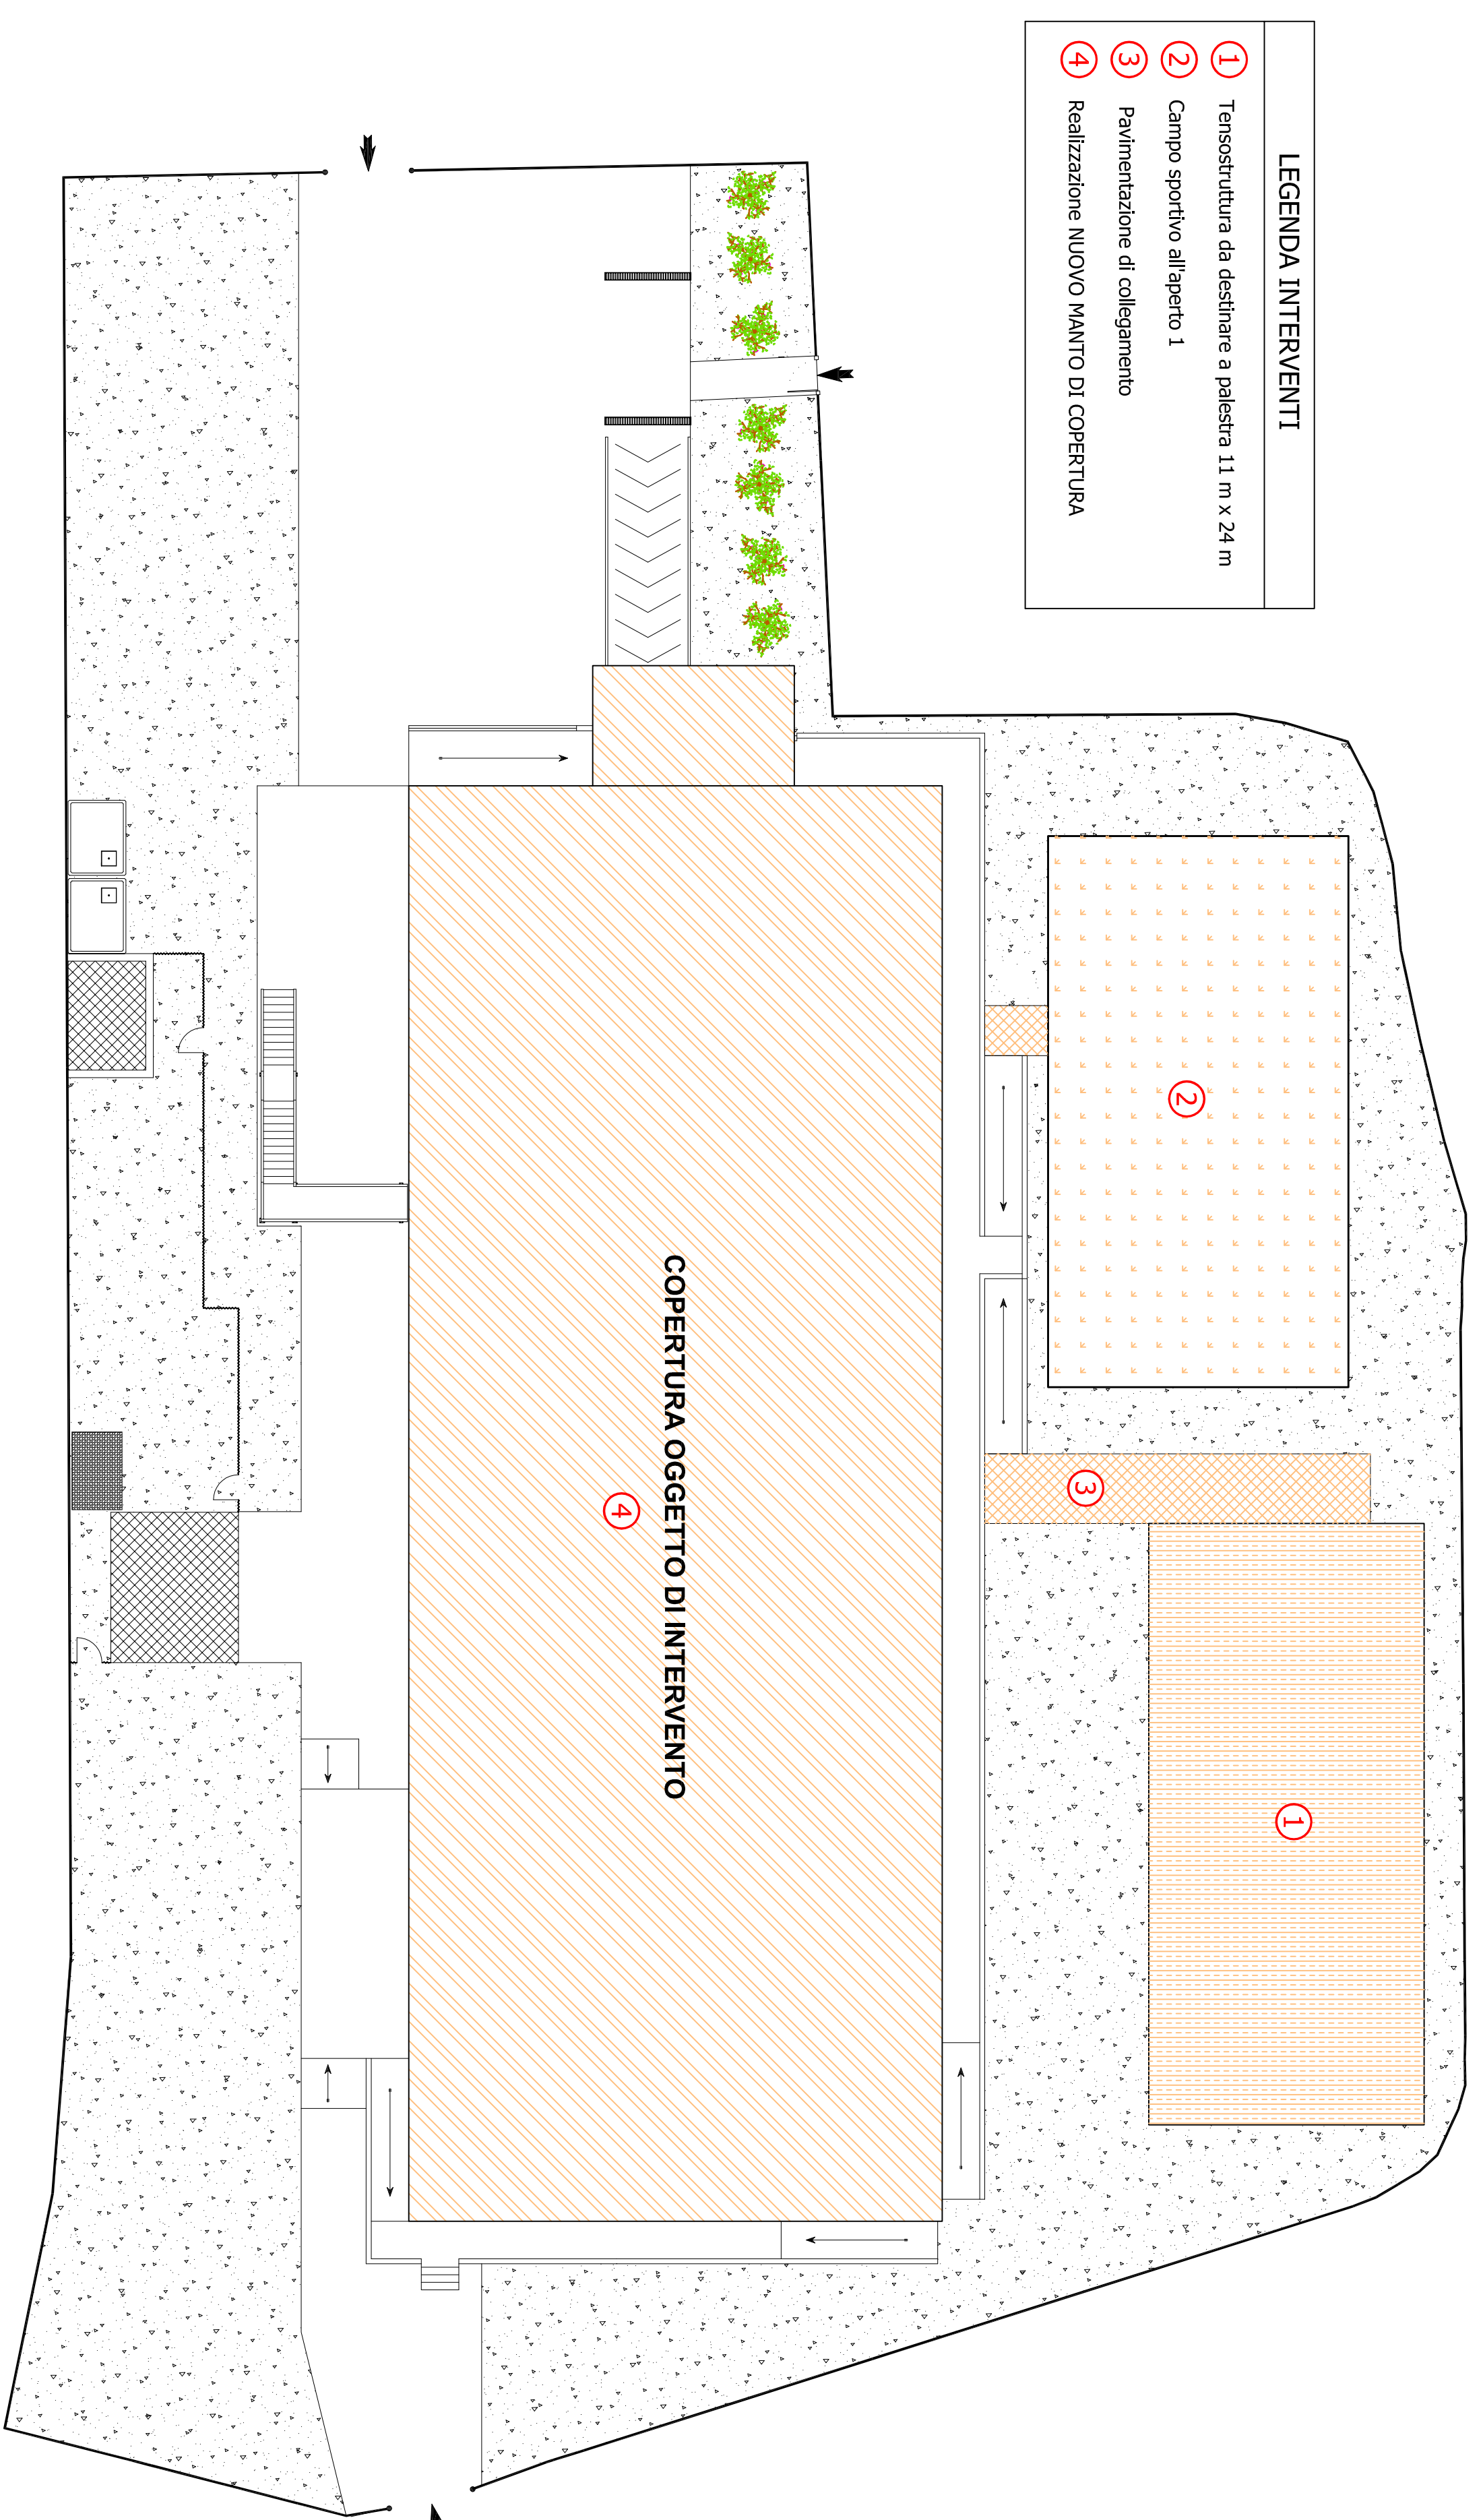 LEGENDA INTERVENTI
1 Tensostruttura da destinare a palestra 11 m x 24 m
2 Campo sportivo all'aperto 1
3 Pavimentazione di collegamento
4 Realizzazione NUOVO MANTO DI COPERTURA
2
3
1
COPERTURA OGGETTO DI INTERVENTO
4